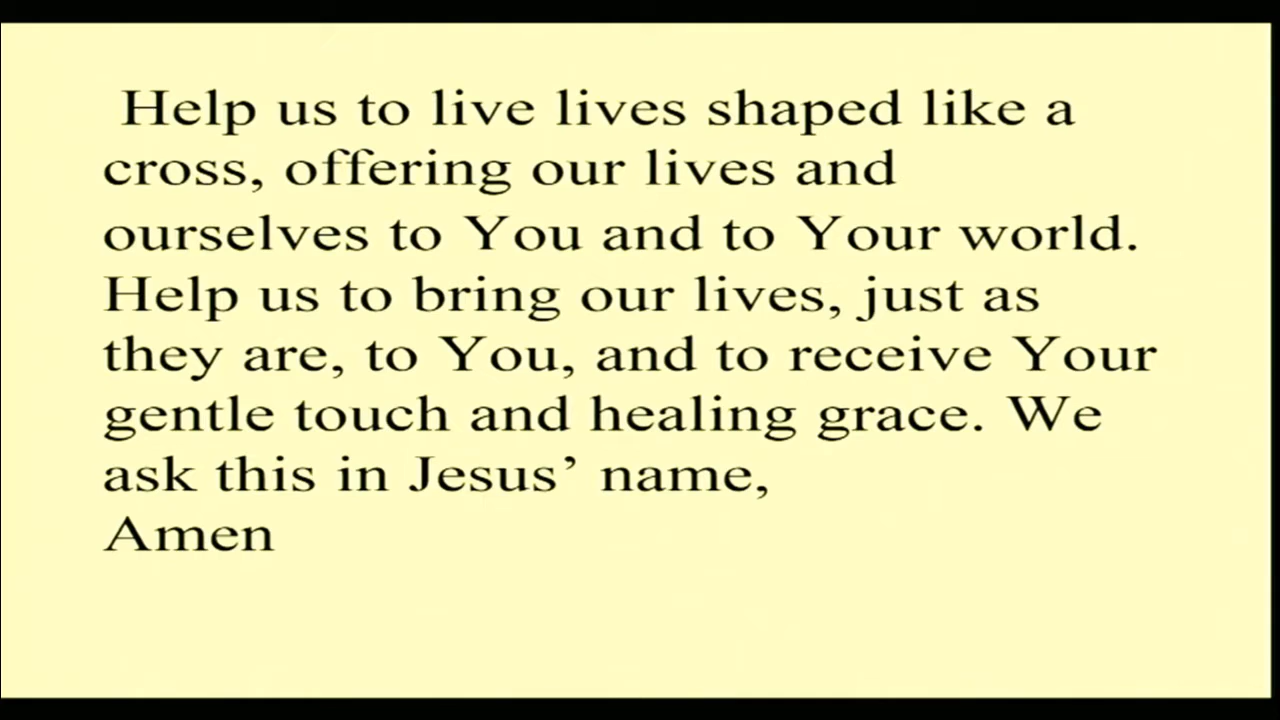 Help us to live lives shaped like a
cross, offering our lives and
ourselves to You and to Your world.
Help us to bring our lives, just as
they are, to You, and to receive Your
gentle touch and healing grace. We
ask this in Jesus’ name,
Amen